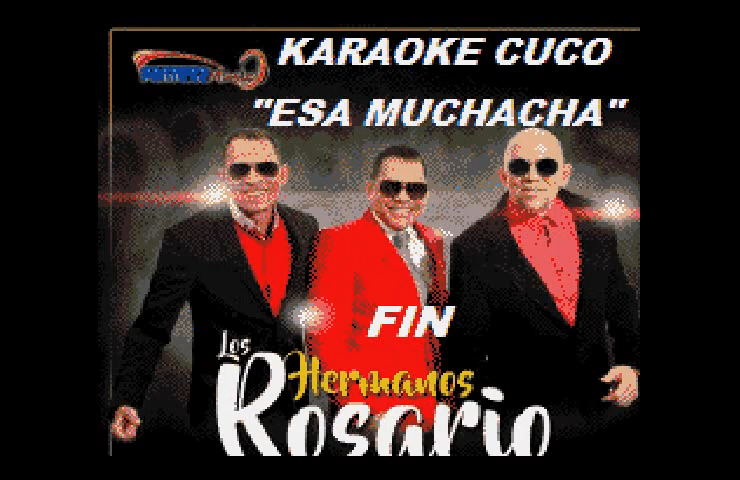 KARAOKE CUCO
"ESA MUCHACHA"
FIN
Los
Hermanos
Rosario